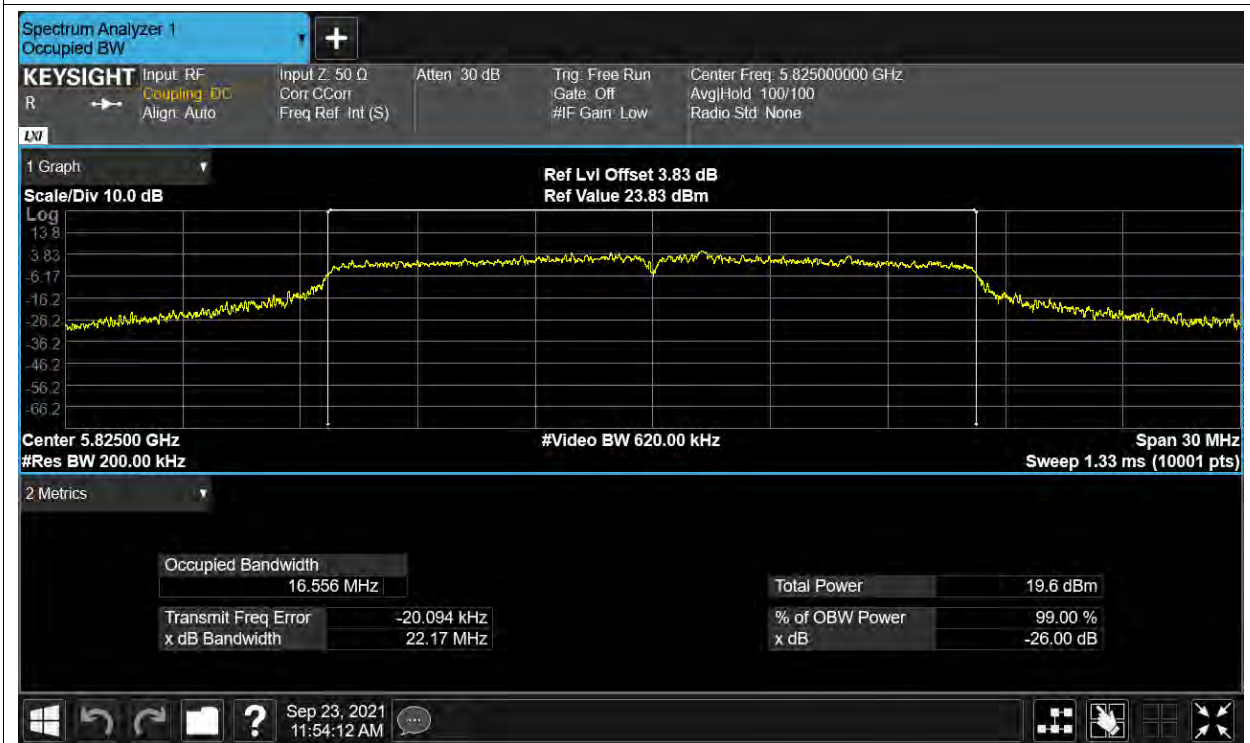 Spectrum Analyzer 1
Occupied BW
+
KEYSIGHT
R
LXI
Input: RF
Coupling: DC
Align: Auto
Input Z: 50 Ω
Corr CCorr
Freq Ref: Int (S)
Atten: 30 dB
Trig: Free Run
Gate: Off
#IF Gain: Low
Center Freq: 5.825000000 GHz
Avg|Hold: 100/100
Radio Std: None
1 Graph
Scale/Div 10.0 dB
Ref Lvl Offset 3.83 dB
Ref Value 23.83 dBm
Log
13.8
3.83
-6.17
-16.2
-26.2
-36.2
-46.2
-56.2
-66.2
Center 5.82500 GHz
#Res BW 200.00 kHz
#Video BW 620.00 kHz
Span 30 MHz
Sweep 1.33 ms (10001 pts)
2 Metrics
Occupied Bandwidth
16.556 MHz
Transmit Freq Error -20.094 kHz
x dB Bandwidth 22.17 MHz
Total Power 19.6 dBm
% of OBW Power 99.00 %
x dB -26.00 dB
?
Sep 23, 2021
11:54:12 AM